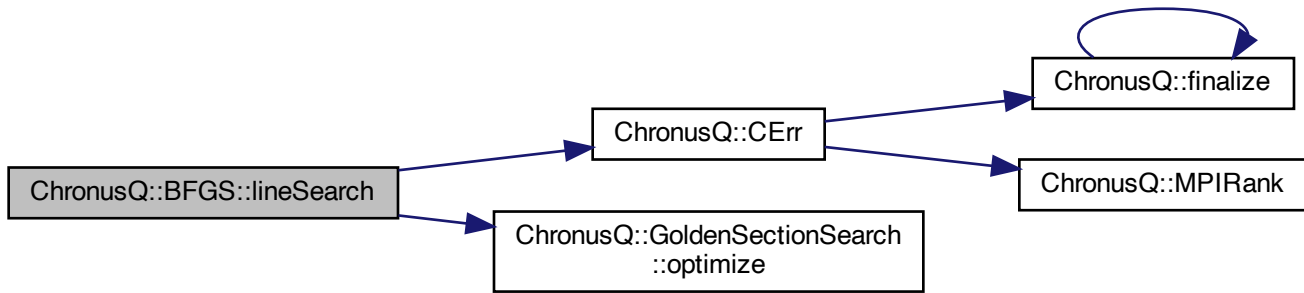 ChronusQ::finalize
ChronusQ::CErr
ChronusQ::BFGS::lineSearch
ChronusQ::MPIRank
ChronusQ::GoldenSectionSearch
::optimize